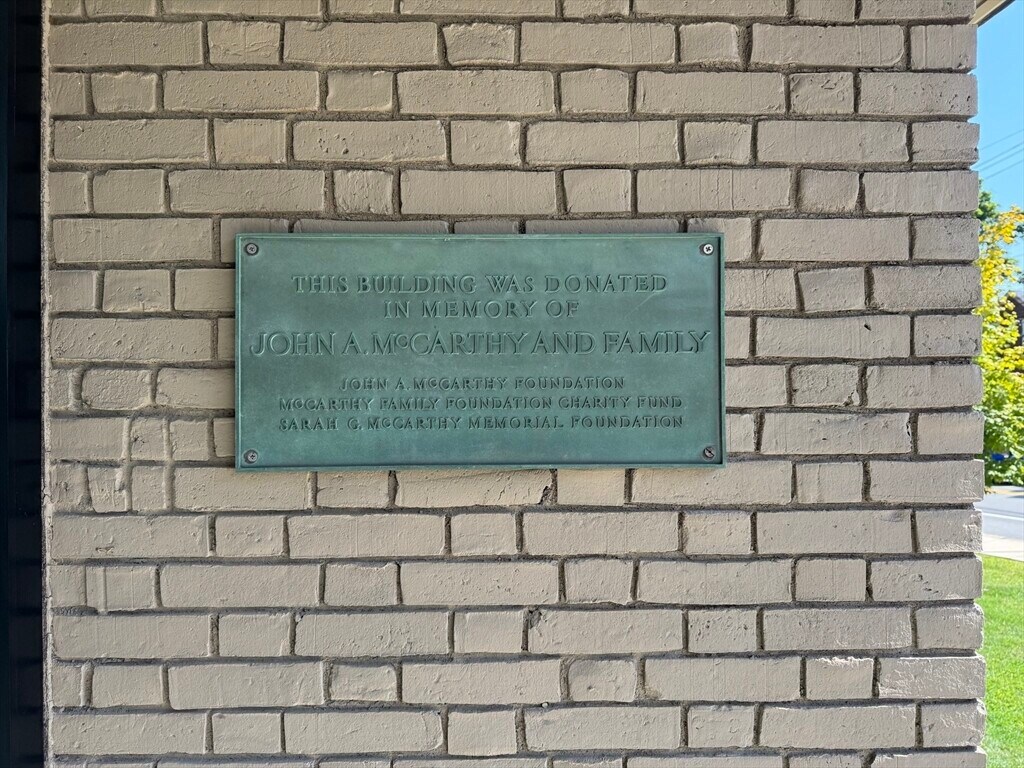 THIS BUILDING WAS DONATED
IN MEMORY OF
JOHN A. McCARTHY AND FAMILY
JOHN A. McCARTHY FOUNDATION
McCARTHY FAMILY FOUNDATION CHARITY FUND
SARAH C. McCARTHY MEMORIAL FOUNDATION